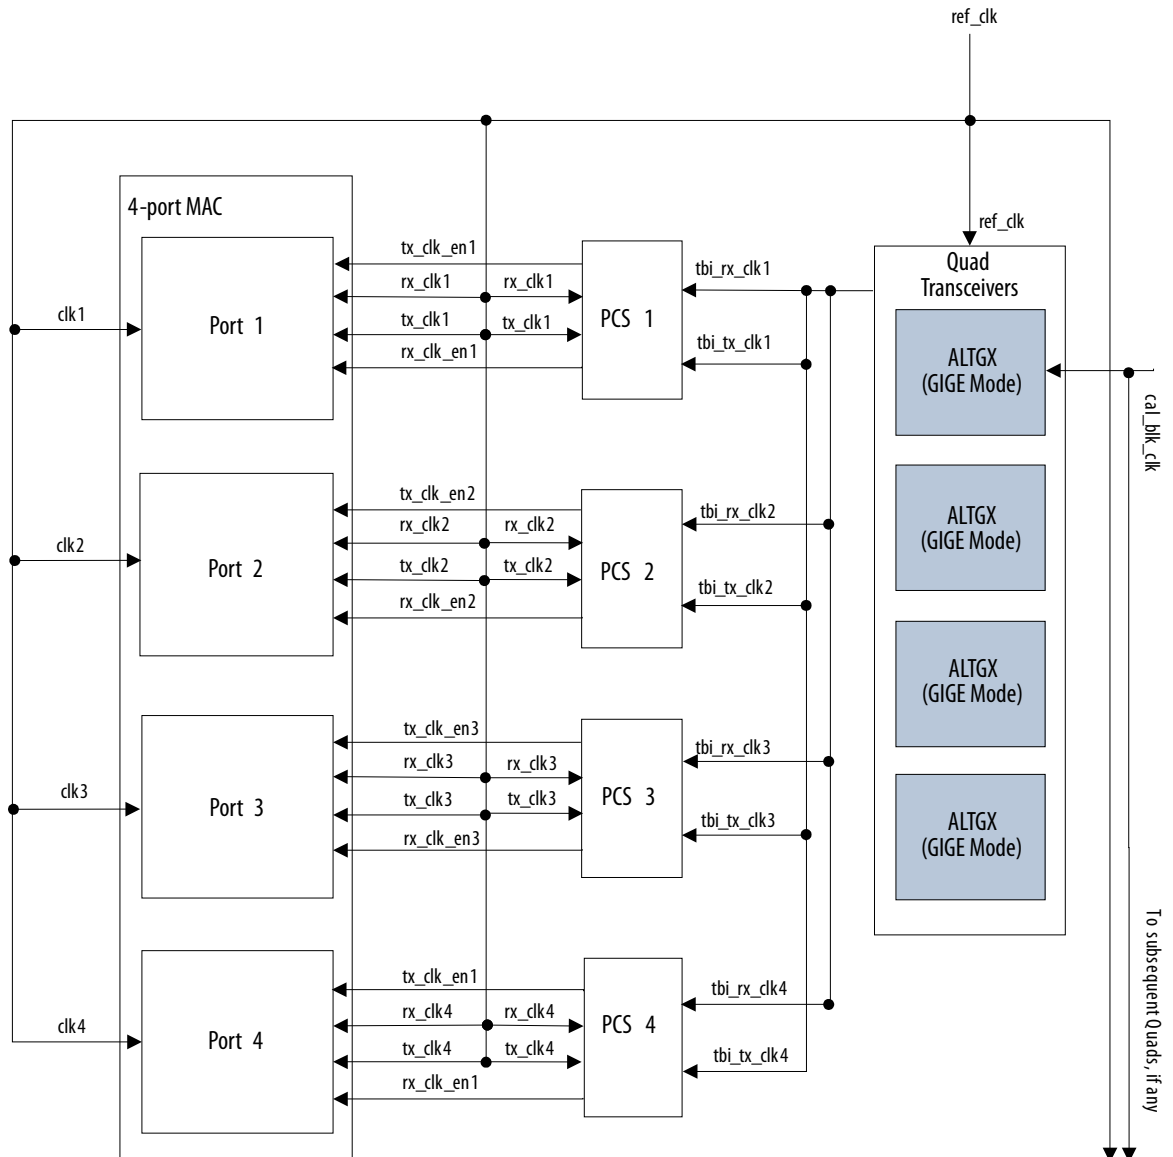 ref_clk
4-port MAC
ref_clk
Quad
Transceivers
tx_clk_en1
rx_clk1
rx_clk1
tx_clk1
tx_clk1
rx_clk_en1
clk1
Port 1
PCS 1
tbi_rx_clk1
tbi_tx_clk1
ALTGX
(GIGE Mode)
cal_blk_clk
tx_clk_en2
rx_clk2
rx_clk2
tx_clk2
tx_clk2
rx_clk_en2
clk2
Port 2
PCS 2
tbi_rx_clk2
tbi_tx_clk2
ALTGX
(GIGE Mode)
tx_clk_en3
rx_clk3
rx_clk3
tx_clk3
tx_clk3
rx_clk_en3
clk3
Port 3
PCS 3
tbi_rx_clk3
tbi_tx_clk3
ALTGX
(GIGE Mode)
ALTGX
(GIGE Mode)
tx_clk_en1
rx_clk4
rx_clk4
tx_clk4
tx_clk4
rx_clk_en1
clk4
Port 4
PCS 4
tbi_rx_clk4
tbi_tx_clk4
To subsequent Quads, if any